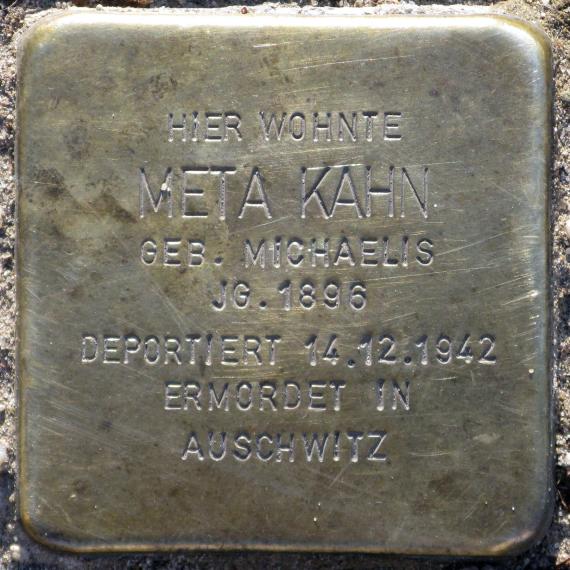 HIER WOHNTE
META KAHN
GEB. MICHAELIS
JG. 1896
DEPORTIERT 14.12.1942
ERMORDET IN
AUSCHWITZ